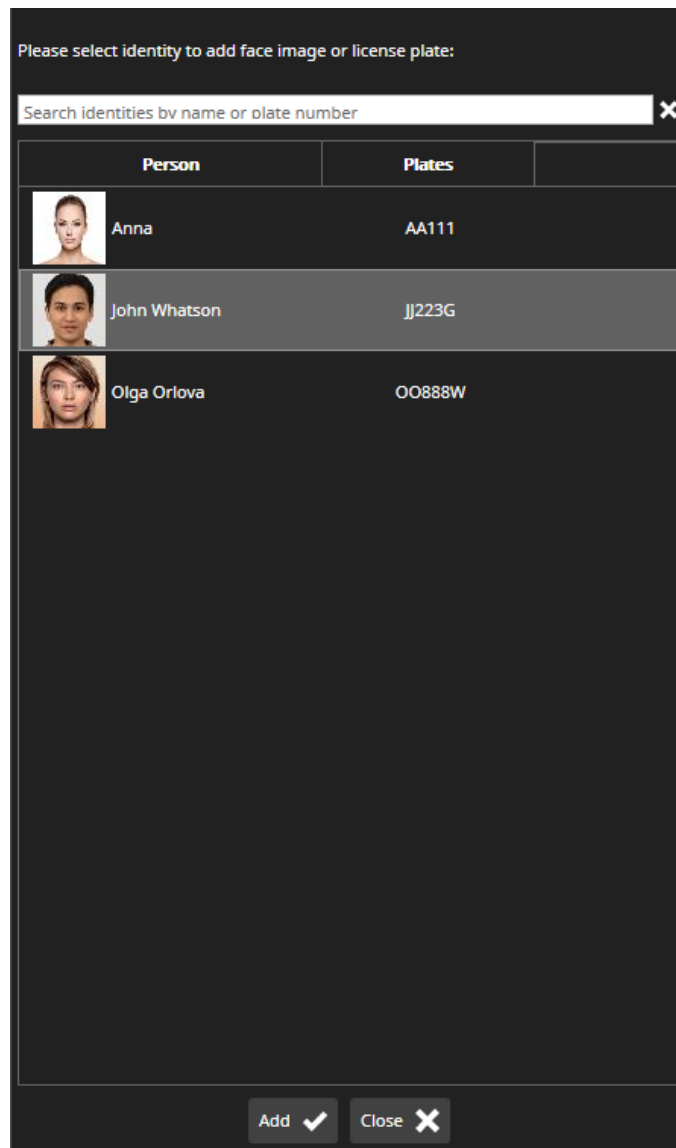 Please select identity to add face image or license plate:
Search identities by name or plate number
Person Plates
Anna AA111
John Whatson JJ223G
Olga Orlova OO888W
Add Close